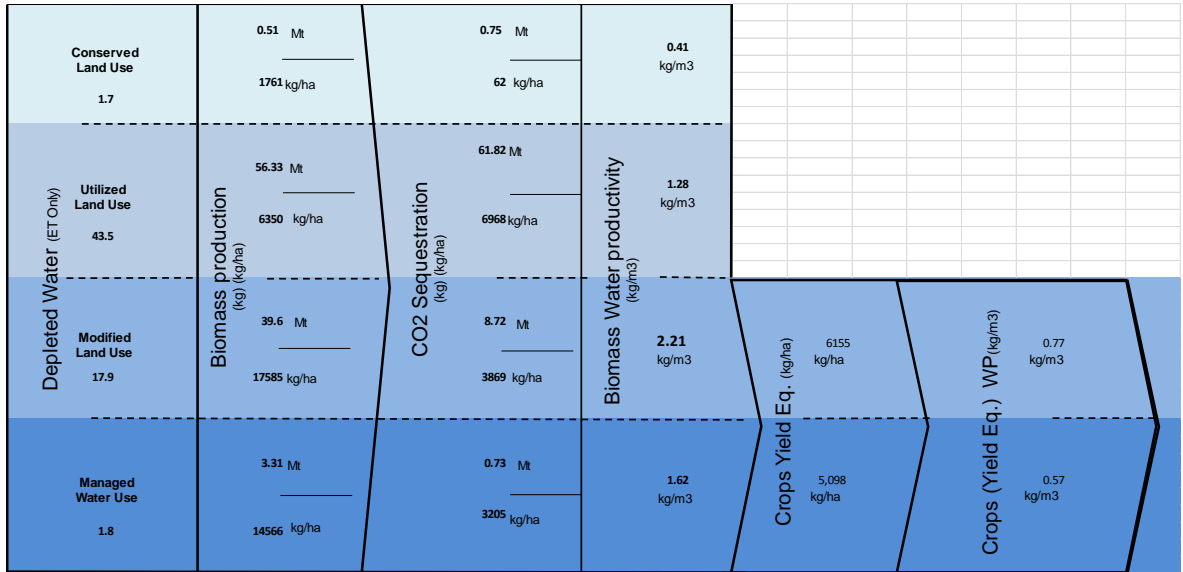 Depleted Water (ET Only)
Biomass production
(kg) (kg/ha)
CO2 Sequestration
(kg) (kg/ha)
Biomass Water productivity
(kg/m3)
Crops Yield Eq. (kg/ha)
Crops (Yield Eq.) WP(kg/m3)
Conserved
Land Use
1.7
0.51 Mt
1761 kg/ha
0.75 Mt
62 kg/ha
0.41
kg/m3
Utilized
Land Use
43.5
56.33 Mt
6350 kg/ha
61.82 Mt
6968 kg/ha
1.28
kg/m3
Modified
Land Use
17.9
39.6 Mt
17585 kg/ha
8.72 Mt
3869 kg/ha
2.21
kg/m3
6155
kg/ha
0.77
kg/m3
Managed
Water Use
1.8
3.31 Mt
14566 kg/ha
0.73 Mt
3205 kg/ha
1.62
kg/m3
5,098
kg/ha
0.57
kg/m3